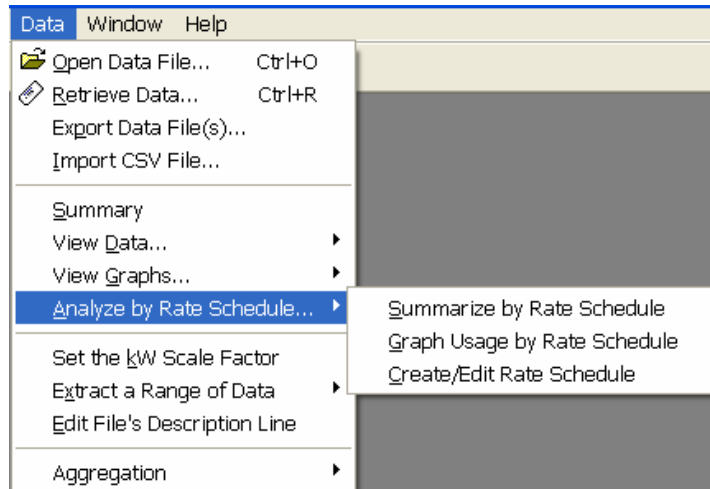 Data Window Help
Open Data File... Ctrl+O
Retrieve Data... Ctrl+R
Export Data File(s)...
Import CSV File...
Summary
View Data...
View Graphs...
Analyze by Rate Schedule...
Summarize by Rate Schedule
Graph Usage by Rate Schedule
Create/Edit Rate Schedule
Set the kW Scale Factor
Extract a Range of Data
Edit File's Description Line
Aggregation